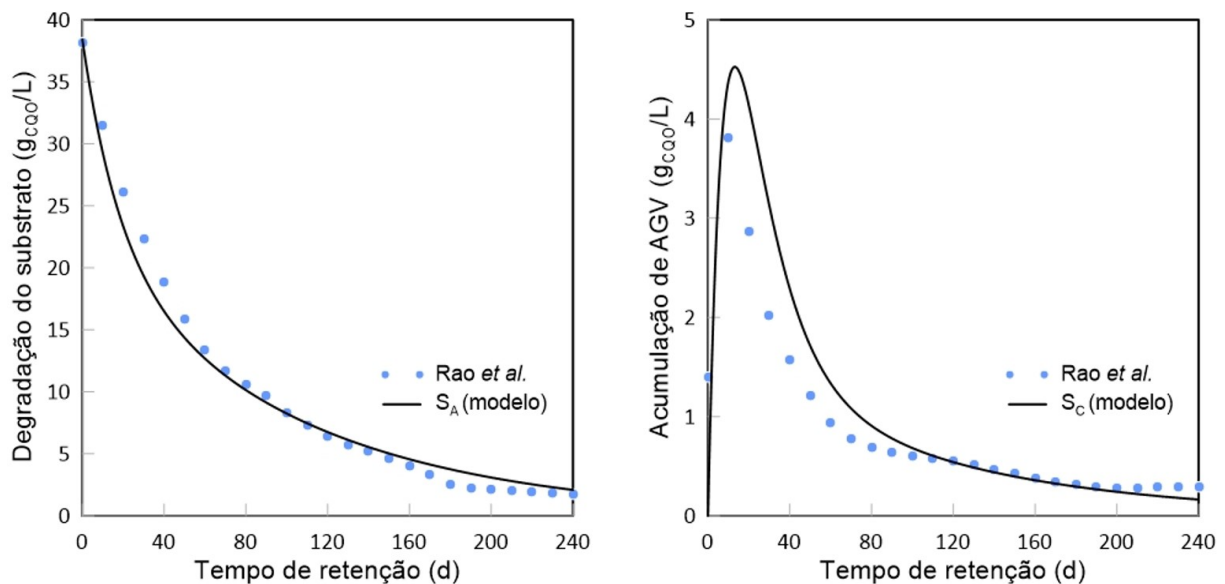 Degradação do substrato (gCQO/L)
40
35
30
25
20
15
10
5
0
Rao et al.
SA (modelo)
0 40 80 120 160 200 240
Tempo de retenção (d)
Acumulação de AGV (gCQO/L)
5
4
3
2
1
0
Rao et al.
SC (modelo)
0 40 80 120 160 200 240
Tempo de retenção (d)